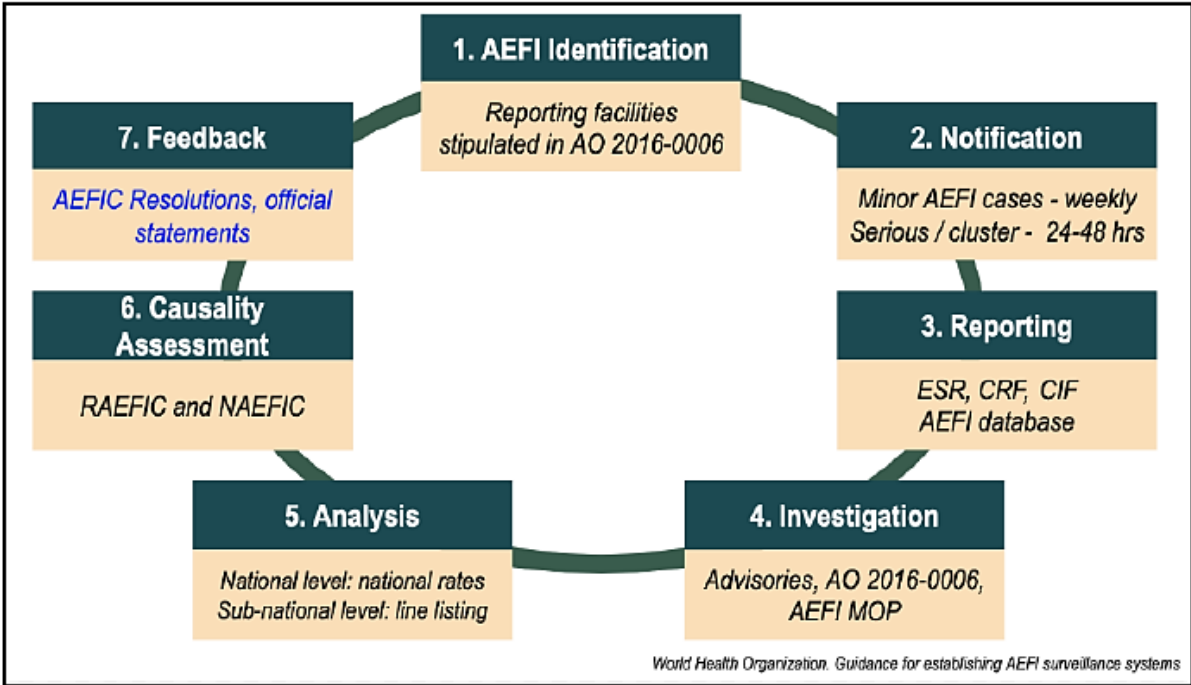 1. AEFI Identification
Reporting facilities
stipulated in AO 2016-0006
2. Notification
Minor AEFI cases - weekly
Serious / cluster - 24-48 hrs
3. Reporting
ESR, CRF, CIF
AEFI database
4. Investigation
Advisories, AO 2016-0006,
AEFI MOP
5. Analysis
National level: national rates
Sub-national level: line listing
6. Causality
Assessment
RAEFIC and NAEFIC
7. Feedback
AEFIC Resolutions, official
statements
World Health Organization. Guidance for establishing AEFI surveillance systems